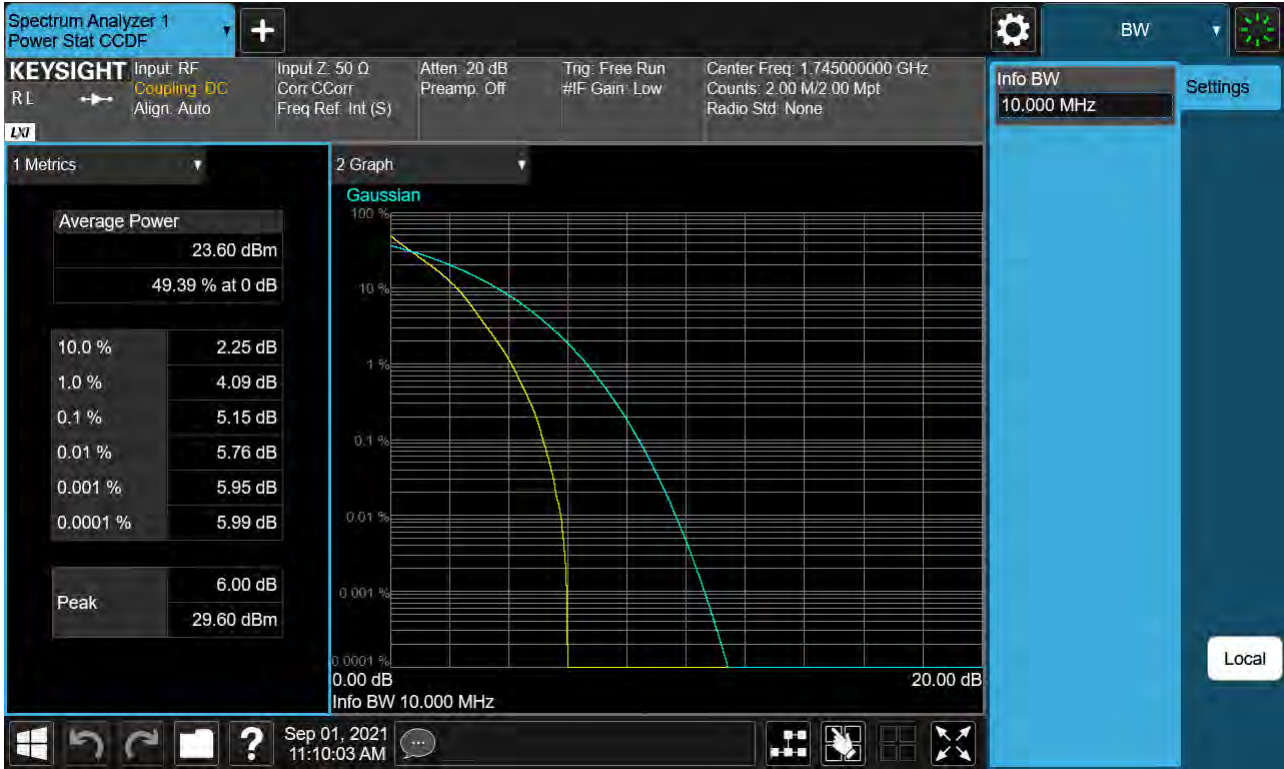 Spectrum Analyzer 1
Power Stat CCDF
+
BW
KEYSIGHT
R L
LXI
Input: RF
Coupling: DC
Align: Auto
Input Z: 50 Ω
Corr CCorr
Freq Ref: Int (S)
Atten: 20 dB
Preamp: Off
Trig: Free Run
#IF Gain: Low
Center Freq: 1.745000000 GHz
Counts: 2.00 M/2.00 Mpt
Radio Std: None
Info BW
10.000 MHz
Settings
1 Metrics
Average Power
23.60 dBm
49.39 % at 0 dB
10.0 % 2.25 dB
1.0 % 4.09 dB
0.1 % 5.15 dB
0.01 % 5.76 dB
0.001 % 5.95 dB
0.0001 % 5.99 dB
Peak
6.00 dB
29.60 dBm
2 Graph
Gaussian
100 %
10 %
1 %
0.1 %
0.01 %
0.001 %
0.0001 %
0.00 dB 20.00 dB
Info BW 10.000 MHz
Local
?
Sep 01, 2021
11:10:03 AM